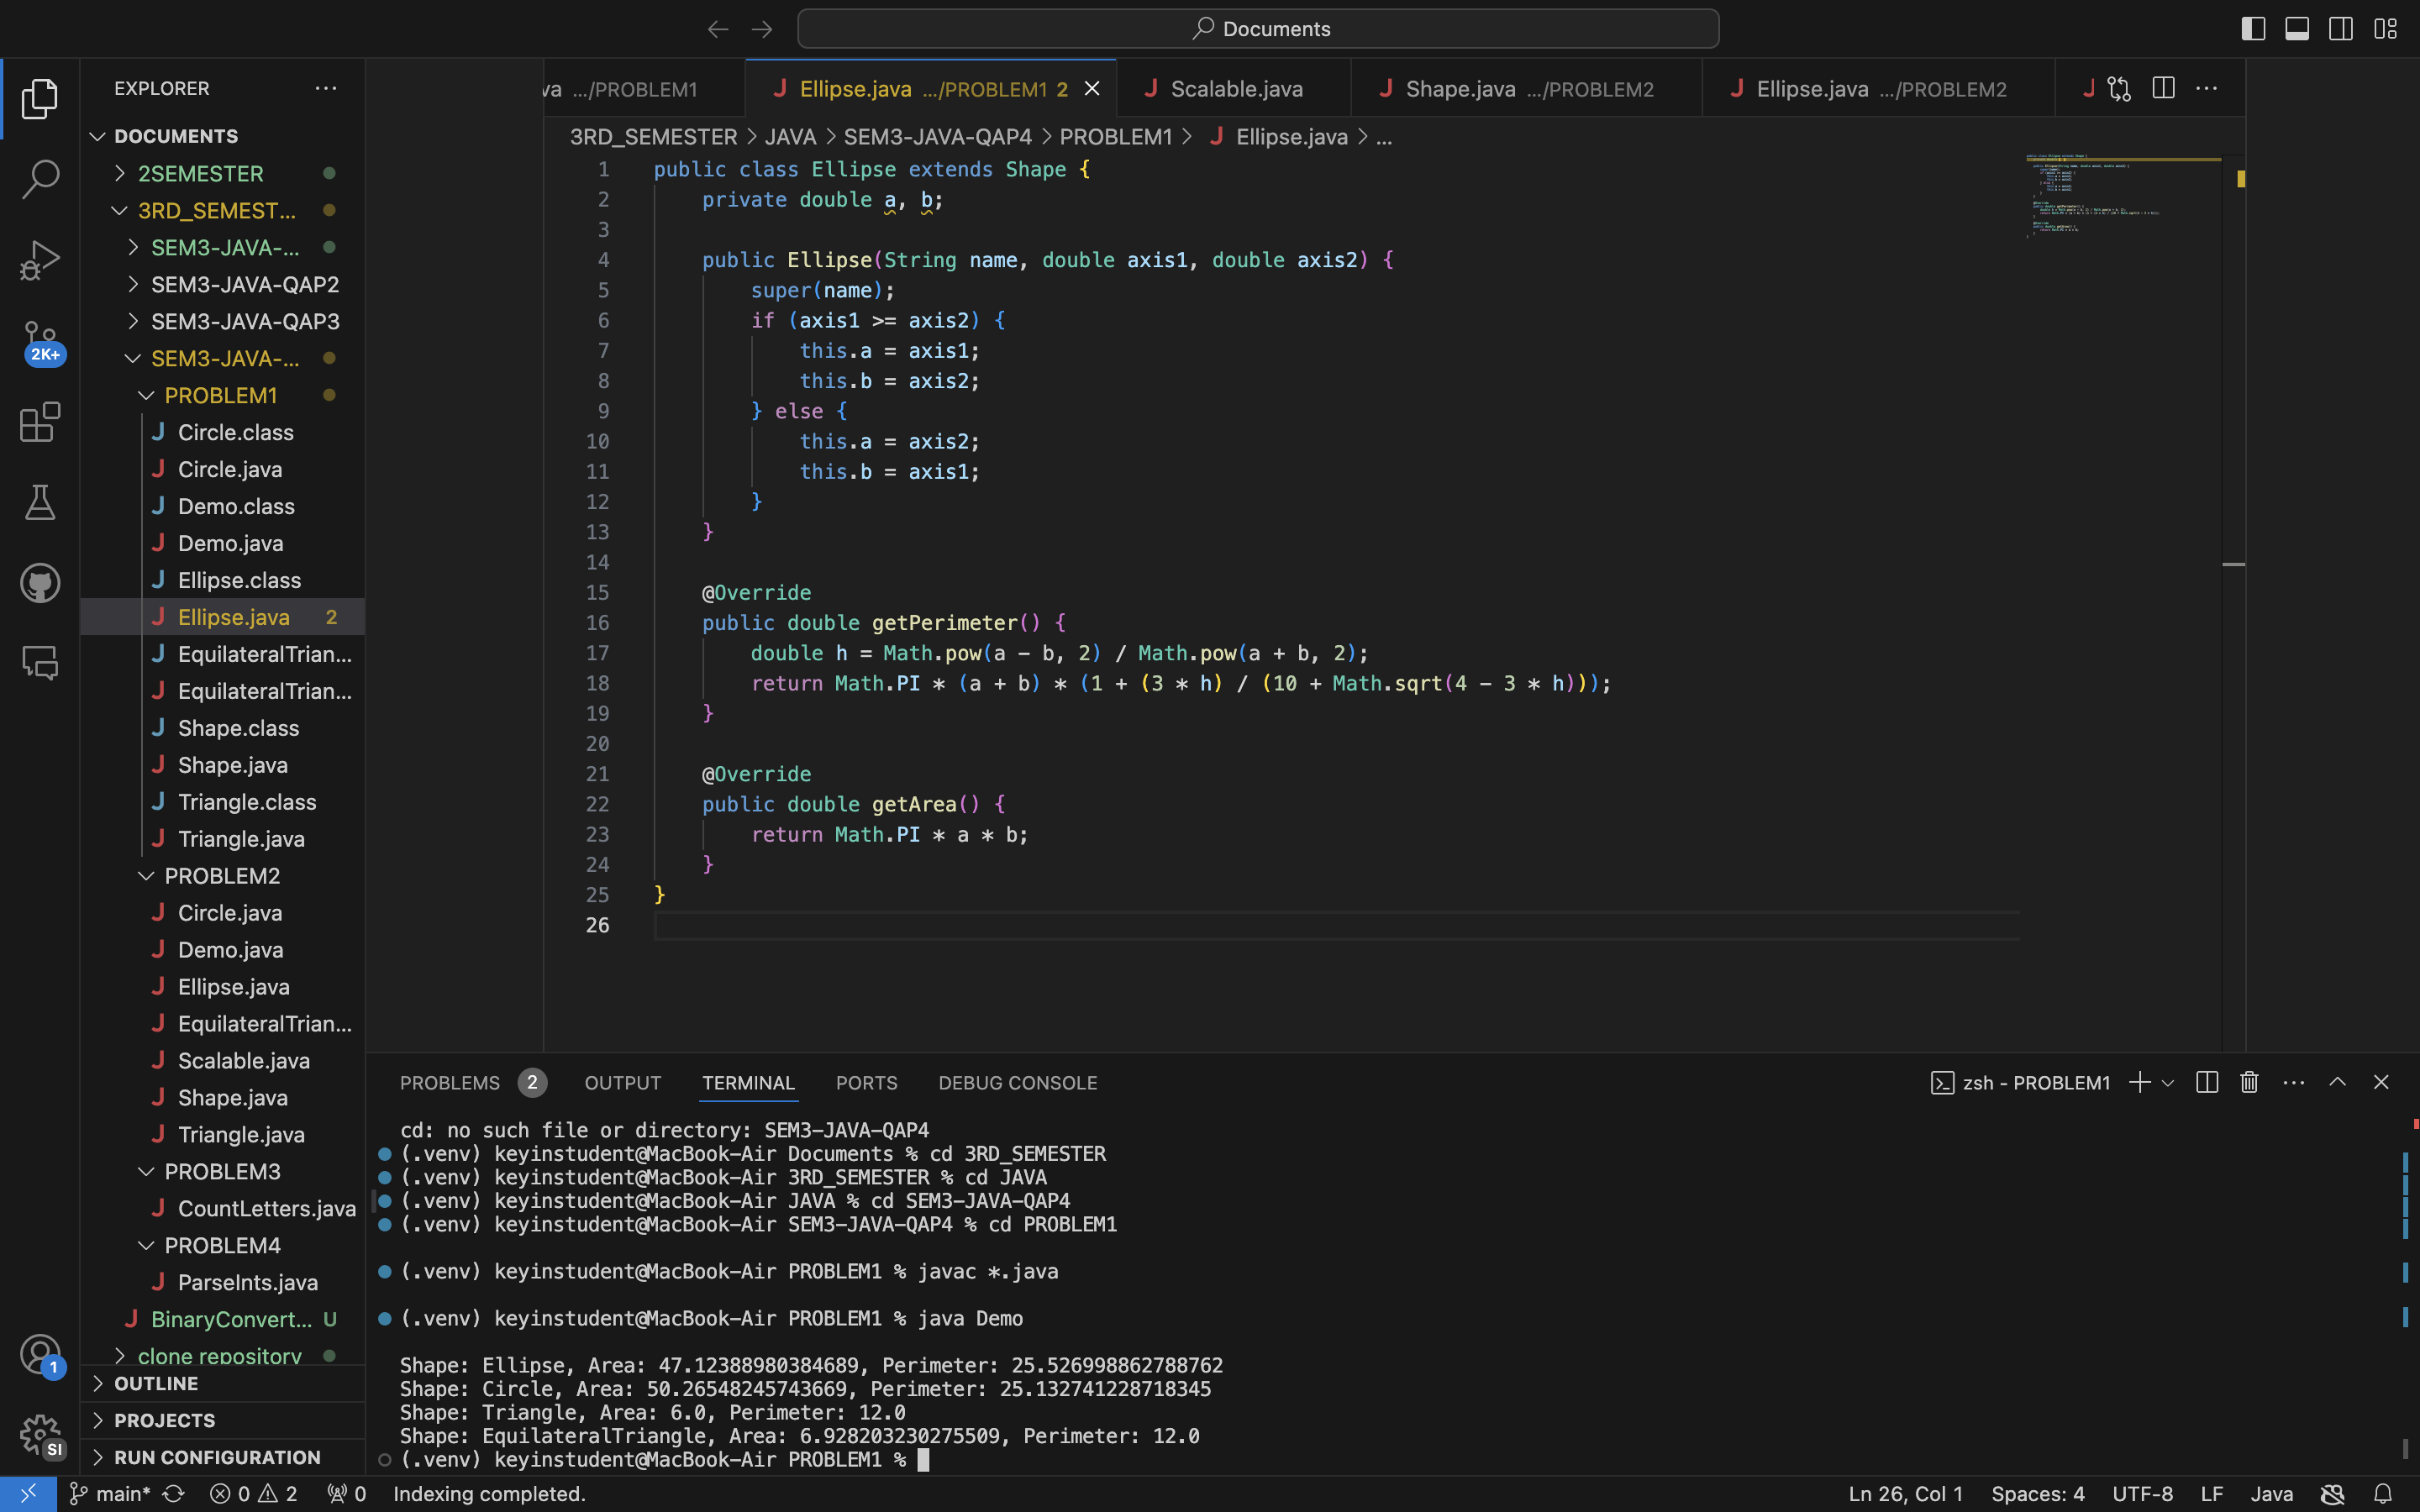 Documents
EXPLORER
DOCUMENTS
2SEMESTER
3RD_SEMEST...
SEM3-JAVA-...
SEM3-JAVA-QAP2
SEM3-JAVA-QAP3
SEM3-JAVA-...
PROBLEM1
Circle.class
Circle.java
Demo.class
Demo.java
Ellipse.class
Ellipse.java 2
EquilateralTrian...
EquilateralTrian...
Shape.class
Shape.java
Triangle.class
Triangle.java
PROBLEM2
Circle.java
Demo.java
Ellipse.java
EquilateralTrian...
Scalable.java
Shape.java
Triangle.java
PROBLEM3
CountLetters.java
PROBLEM4
ParseInts.java
BinaryConvert... U
clone repository
OUTLINE
PROJECTS
RUN CONFIGURATION
2K+
1
SI
va .../PROBLEM1
Ellipse.java .../PROBLEM1 2
Scalable.java
Shape.java .../PROBLEM2
Ellipse.java .../PROBLEM2
3RD_SEMESTER > JAVA > SEM3-JAVA-QAP4 > PROBLEM1 > Ellipse.java > ...
1 public class Ellipse extends Shape {
2 private double a, b;
3
4 public Ellipse(String name, double axis1, double axis2) {
5 super(name);
6 if (axis1 >= axis2) {
7 this.a = axis1;
8 this.b = axis2;
9 } else {
10 this.a = axis2;
11 this.b = axis1;
12 }
13 }
14
15 @Override
16 public double getPerimeter() {
17 double h = Math.pow(a - b, 2) / Math.pow(a + b, 2);
18 return Math.PI * (a + b) * (1 + (3 * h) / (10 + Math.sqrt(4 - 3 * h)));
19 }
20
21 @Override
22 public double getArea() {
23 return Math.PI * a * b;
24 }
25 }
26
PROBLEMS 2 OUTPUT TERMINAL PORTS DEBUG CONSOLE
zsh - PROBLEM1
cd: no such file or directory: SEM3-JAVA-QAP4
(.venv) keyinstudent@MacBook-Air Documents % cd 3RD_SEMESTER
(.venv) keyinstudent@MacBook-Air 3RD_SEMESTER % cd JAVA
(.venv) keyinstudent@MacBook-Air JAVA % cd SEM3-JAVA-QAP4
(.venv) keyinstudent@MacBook-Air SEM3-JAVA-QAP4 % cd PROBLEM1
(.venv) keyinstudent@MacBook-Air PROBLEM1 % javac *.java
(.venv) keyinstudent@MacBook-Air PROBLEM1 % java Demo
Shape: Ellipse, Area: 47.12388980384689, Perimeter: 25.526998862788762
Shape: Circle, Area: 50.26548245743669, Perimeter: 25.132741228718345
Shape: Triangle, Area: 6.0, Perimeter: 12.0
Shape: EquilateralTriangle, Area: 6.928203230275509, Perimeter: 12.0
(.venv) keyinstudent@MacBook-Air PROBLEM1 %
main* 0 2 0 Indexing completed.
Ln 26, Col 1 Spaces: 4 UTF-8 LF Java